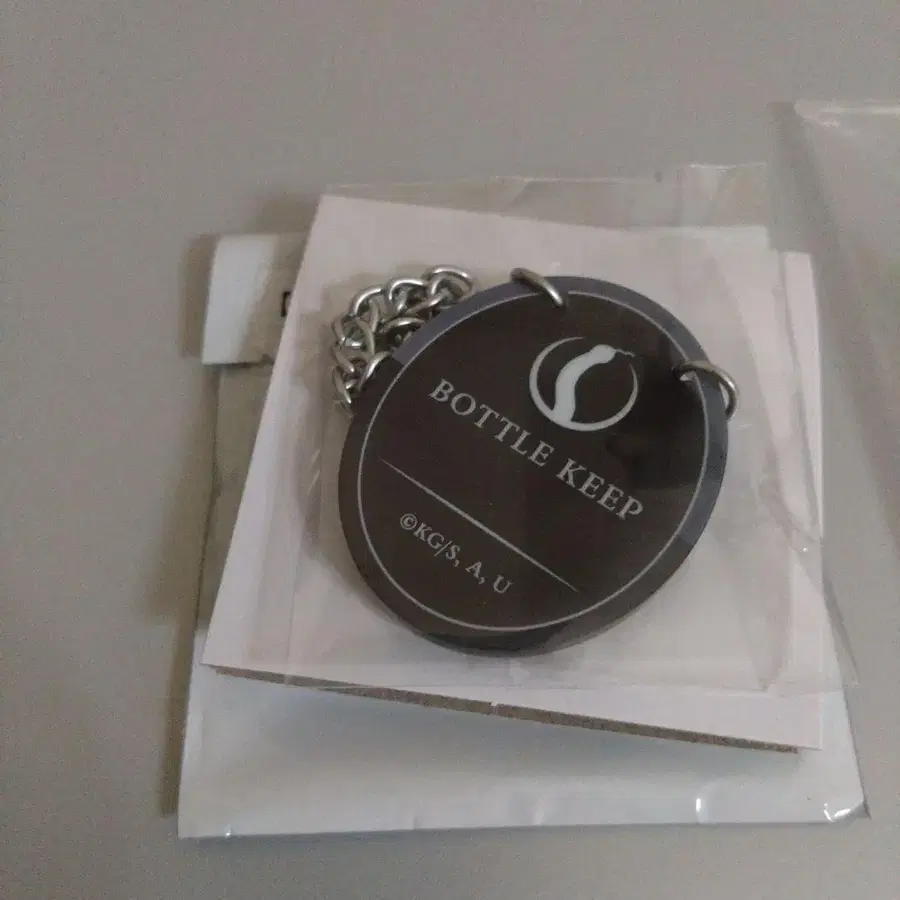 BOTTLE KEEP
©KG/S, A, U